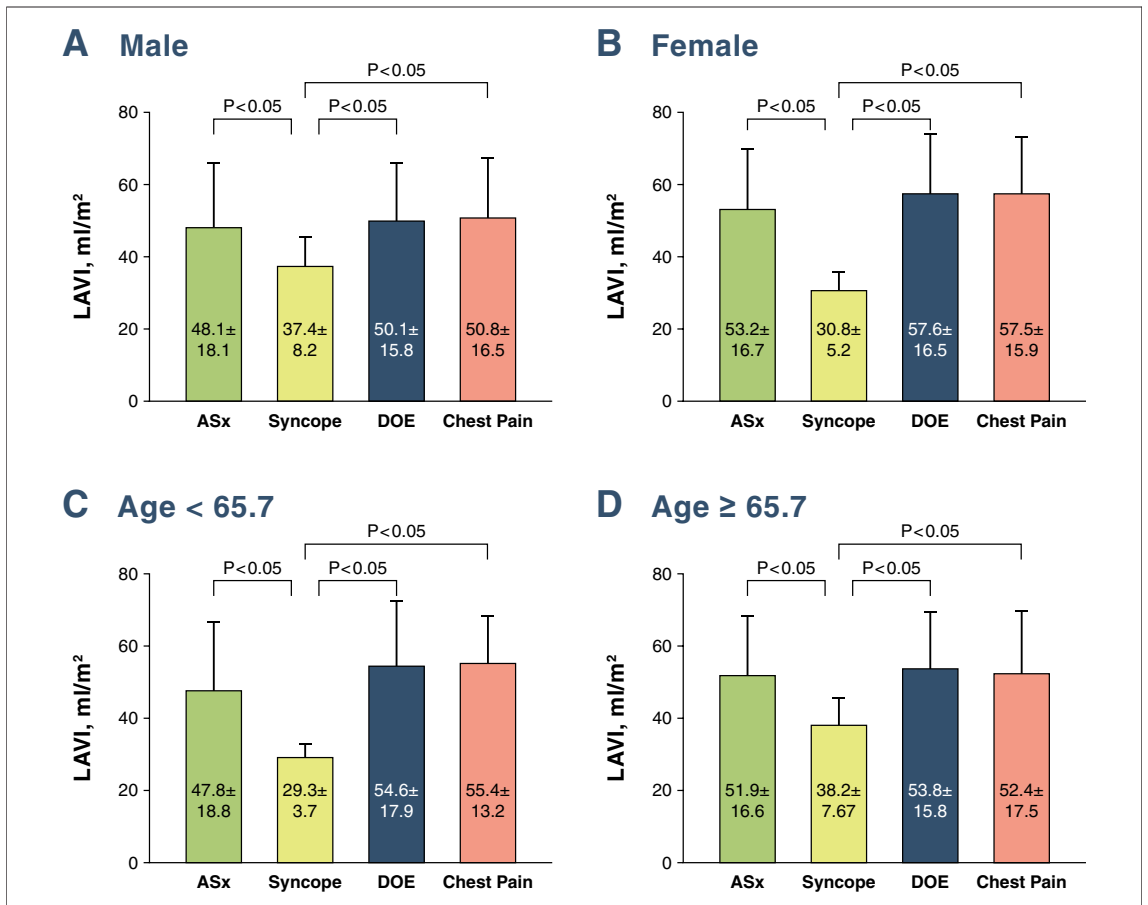 A Male
P<0.05
P<0.05 P<0.05
LAVI, ml/m²
80
60
40
20
0
48.1±
18.1
37.4±
8.2
50.1±
15.8
50.8±
16.5
ASx Syncope DOE Chest Pain
B Female
P<0.05
P<0.05 P<0.05
LAVI, ml/m²
80
60
40
20
0
53.2±
16.7
30.8±
5.2
57.6±
16.5
57.5±
15.9
ASx Syncope DOE Chest Pain
C Age < 65.7
P<0.05
P<0.05 P<0.05
LAVI, ml/m²
80
60
40
20
0
47.8±
18.8
29.3±
3.7
54.6±
17.9
55.4±
13.2
ASx Syncope DOE Chest Pain
D Age ≥ 65.7
P<0.05
P<0.05 P<0.05
LAVI, ml/m²
80
60
40
20
0
51.9±
16.6
38.2±
7.67
53.8±
15.8
52.4±
17.5
ASx Syncope DOE Chest Pain